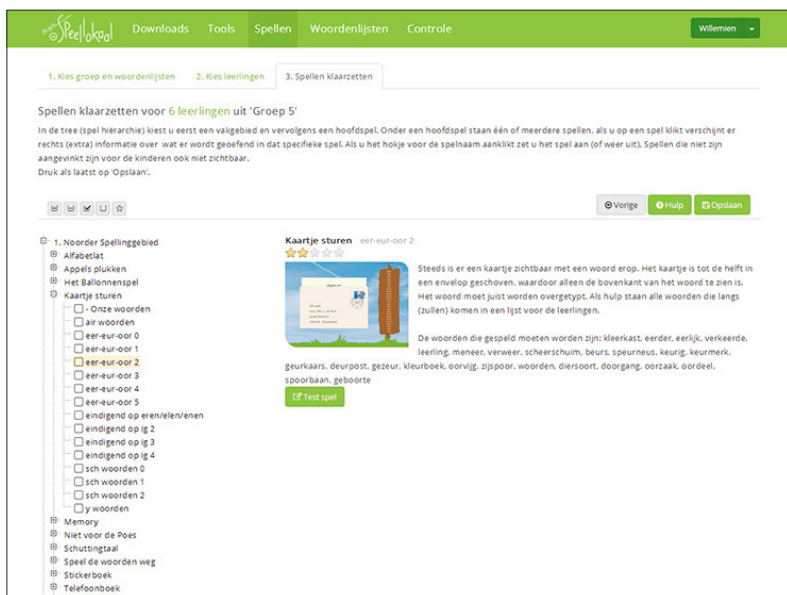 mijn Speellokaal
Downloads
Tools
Spellen
Woordenlijsten
Controle
Willemien
1. Kies groep en woordenlijsten
2. Kies leerlingen
3. Spellen klaarzetten
Spellen klaarzetten voor 6 leerlingen uit 'Groep 5'
In de tree (spel hiërarchie) kiest u eerst een vakgebied en vervolgens een hoofdspel. Onder een hoofdspel staan één of meerdere spellen, als u op een spel klikt verschijnt er
rechts (extra) informatie over wat er wordt geoefend in dat specifieke spel. Als u het hokje voor de spelnaam aanklikt zet u het spel aan (of weer uit). Spellen die niet zijn
aangevinkt zijn voor de kinderen ook niet zichtbaar.
Druk als laatst op 'Opslaan'.
Vorige
Hulp
Opslaan
1. Noorder Spellinggebied
Alfabetlat
Appels plukken
Het Ballonnenspel
Kaartje sturen
- Onze woorden
air woorden
eer-eur-oor 0
eer-eur-oor 1
eer-eur-oor 2
eer-eur-oor 3
eer-eur-oor 4
eer-eur-oor 5
eindigend op eren/elen/enen
eindigend op ig 2
eindigend op ig 3
eindigend op ig 4
sch woorden 0
sch woorden 1
sch woorden 2
y woorden
Memory
Niet voor de Poes
Schuttingtaal
Speel de woorden weg
Stickerboek
Telefoonboek
Kaartje sturen eer-eur-oor 2
Steeds is er een kaartje zichtbaar met een woord erop. Het kaartje is tot de helft in
een envelop geschoven, waardoor alleen de bovenkant van het woord te zien is.
Het woord moet juist worden overgetypt. Als hulp staan alle woorden die langs
(zullen) komen in een lijst voor de leerlingen.
De woorden die gespeld moeten worden zijn: kleerkast, eerder, eerlijk, verkeerde,
leerling, meneer, verweer, scheerschuim, beurs, speurneus, keurig, keurmerk,
geurkaars, deurpost, gezeur, kleurboek, oorvijg, zijspoor, woorden, diersoort, doorgang, oorzaak, oordeel,
spoorbaan, geboorte
Test spel